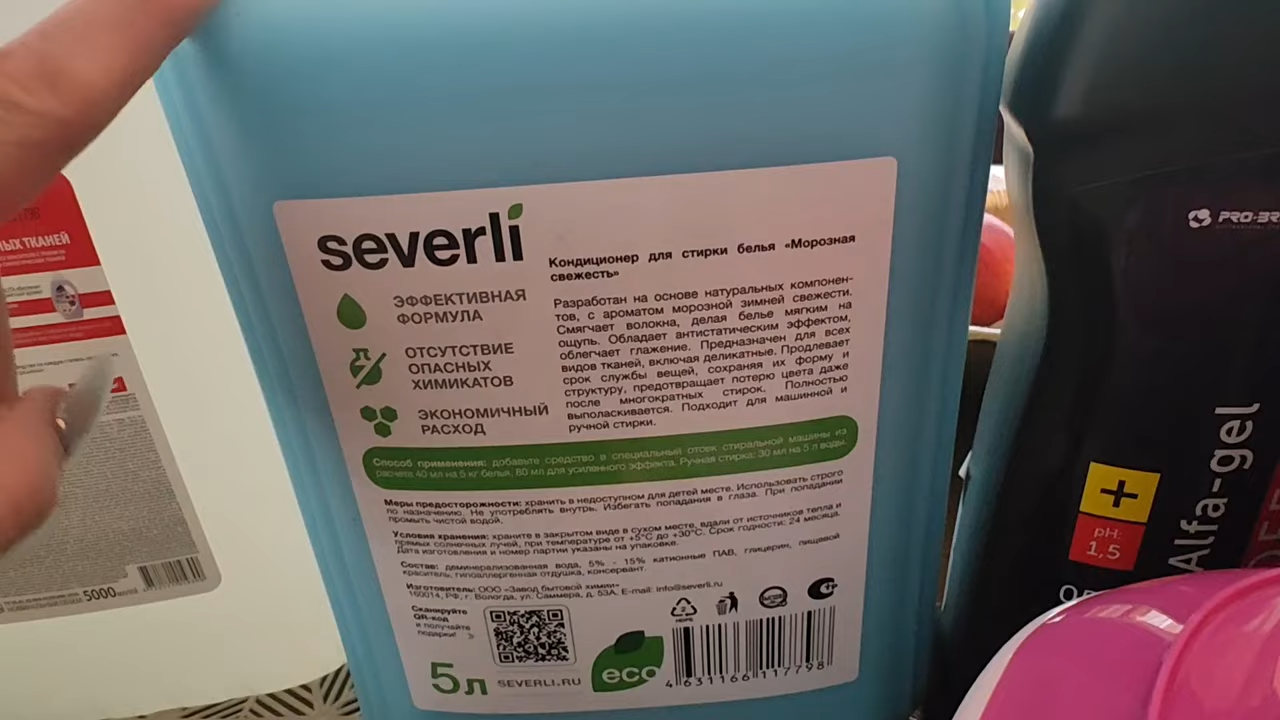 severli
ЭФФЕКТИВНАЯ
ФОРМУЛА
ОТСУТСТВИЕ
ОПАСНЫХ
ХИМИКАТОВ
ЭКОНОМИЧНЫЙ
РАСХОД
Кондиционер для стирки белья «Морозная
свежесть»
Разработан на основе натуральных компонен-
тов, с ароматом морозной зимней свежести.
Смягчает волокна, делая белье мягким на
ощупь. Обладает антистатическим эффектом,
облегчает глажение. Предназначен для всех
видов тканей, включая деликатные. Продлевает
срок службы вещей, сохраняя их форму и
структуру, предотвращает потерю цвета даже
после многократных стирок. Полностью
выполаскивается. Подходит для машинной и
ручной стирки.
Способ применения: добавьте средство в специальный отсек стиральной машины из
расчета 40 мл на 5 кг белья, 80 мл для усиленного эффекта. Ручная стирка: 30 мл на 5 л воды.
Меры предосторожности: хранить в недоступном для детей месте. Использовать строго
по назначению. Не употреблять внутрь. Избегать попадания в глаза. При попадании
промыть чистой водой.
Условия хранения: храните в закрытом виде в сухом месте, вдали от источников тепла и
прямых солнечных лучей, при температуре от +5°C до +30°C. Срок годности: 24 месяца.
Дата изготовления и номер партии указаны на упаковке.
Состав: деминерализованная вода, 5% - 15% катионные ПАВ, глицерин, пищевой
краситель, гипоаллергенная отдушка, консервант.
Изготовитель: ООО «Завод бытовой химии»
160014, РФ, г. Вологда, ул. Саммера, д. 53А. E-mail: info@severli.ru
Сканируйте
QR-код
и получайте
подарки!
5л
SEVERLI.RU
eco
2
HDPE
EAC
4 631166 117798
НЫХ ТКАНЕЙ
5000
PRO-BR
Alfa-gel
+
pH:
1,5